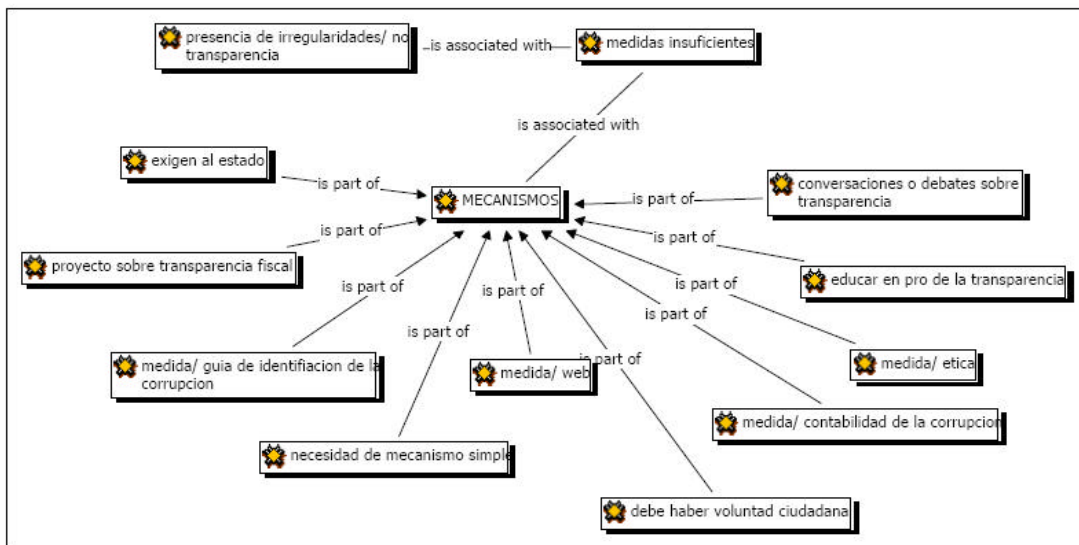 presencia de irregularidades/ no
transparencia
is associated with
medidas insuficientes
is associated with
exigen al estado
is part of
MECANISMOS
is part of
conversaciones o debates sobre
transparencia
is part of
proyecto sobre transparencia fiscal
is part of
educar en pro de la transparencia
is part of
is part of
is part of
is part of
is part of
is part of
medida/ guia de identifiacion de la
corrupcion
medida/ web
medida/ etica
medida/ contabilidad de la corrupcion
necesidad de mecanismo simple
debe haber voluntad ciudadana